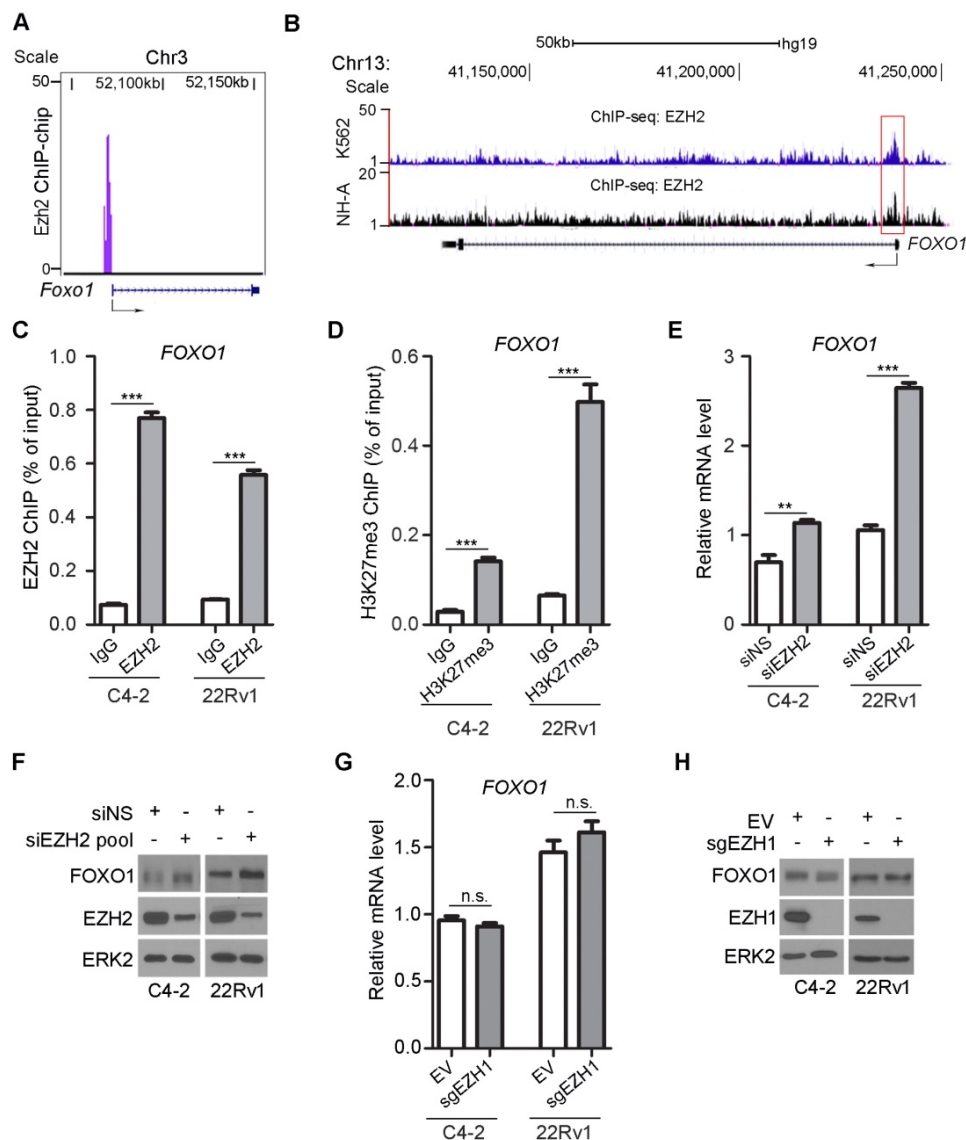 A
Scale
Chr3
50
52,100kb
52,150kb
Ezh2 ChIP-chip
0
Foxo1
B
50kb
hg19
Chr13:
41,150,000
41,200,000
41,250,000
Scale
50
ChIP-seq: EZH2
K562
1
20
ChIP-seq: EZH2
NH-A
1
FOXO1
C
FOXO1
EZH2 ChIP (% of input)
1.0
0.8
0.6
0.4
0.2
0.0
***
***
IgG
EZH2
IgG
EZH2
C4-2
22Rv1
D
FOXO1
H3K27me3 ChIP (% of input)
0.6
0.4
0.2
0.0
***
***
IgG
H3K27me3
IgG
H3K27me3
C4-2
22Rv1
E
FOXO1
Relative mRNA level
3
2
1
0
**
***
siNS
siEZH2
siNS
siEZH2
C4-2
22Rv1
F
siNS + - + -
siEZH2 pool - + - +
FOXO1
EZH2
ERK2
C4-2 22Rv1
G
FOXO1
Relative mRNA level
2.0
1.5
1.0
0.5
0.0
n.s.
n.s.
EV
sgEZH1
EV
sgEZH1
C4-2
22Rv1
H
EV + - + -
sgEZH1 - + - +
FOXO1
EZH1
ERK2
C4-2 22Rv1